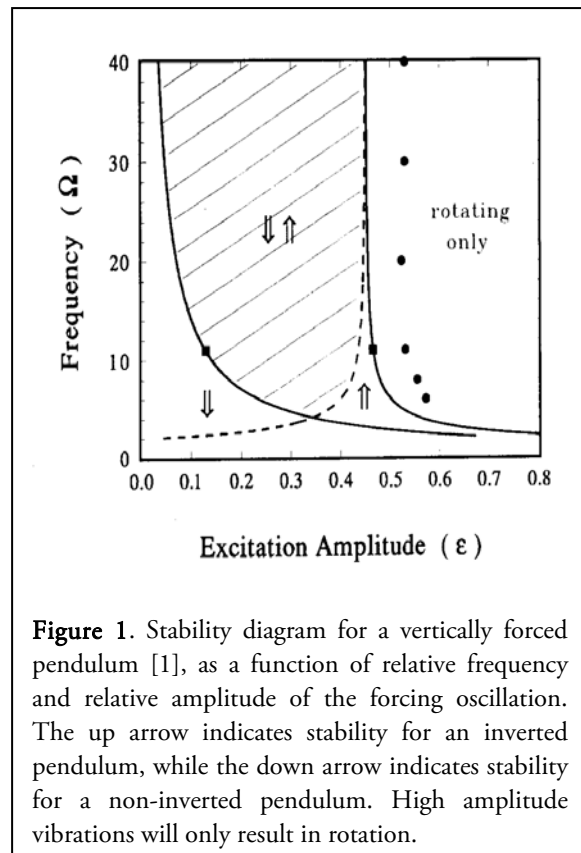 40
30
20
10
0
Frequency ( Ω )
⇓ ⇑
rotating
only
⇓
⇑
0.0 0.1 0.2 0.3 0.4 0.5 0.6 0.7 0.8
Excitation Amplitude ( ε )
Figure 1. Stability diagram for a vertically forced
pendulum [1], as a function of relative frequency
and relative amplitude of the forcing oscillation.
The up arrow indicates stability for an inverted
pendulum, while the down arrow indicates stability
for a non-inverted pendulum. High amplitude
vibrations will only result in rotation.